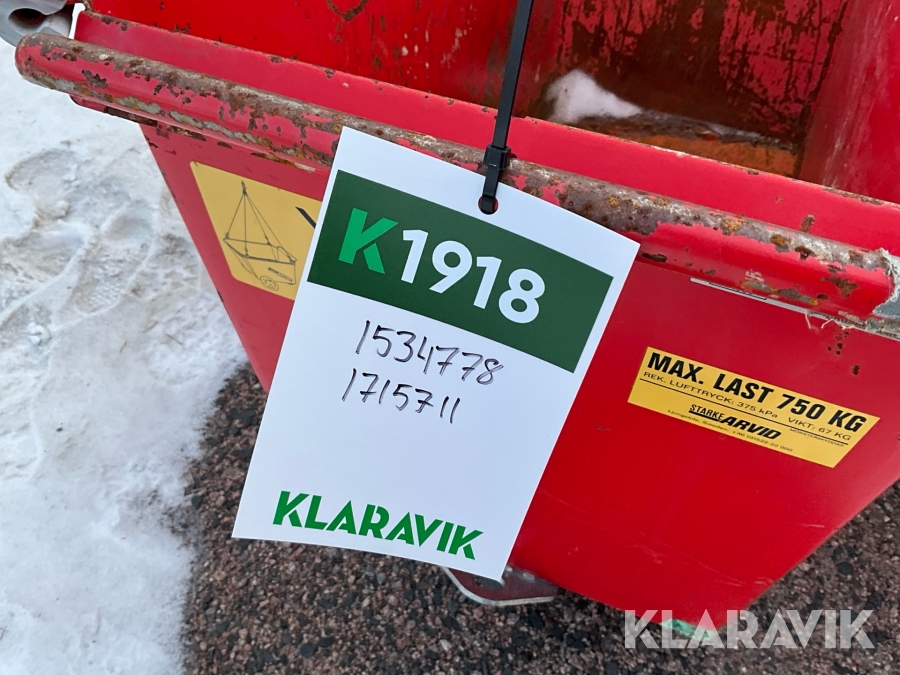 K1918
1534778
1715711
KLARAVIK
MAX. LAST 750 KG
REK. LUFTTRYCK: 375 kPa VIKT: 67 KG
STARKE ARVID
KLARAVIK